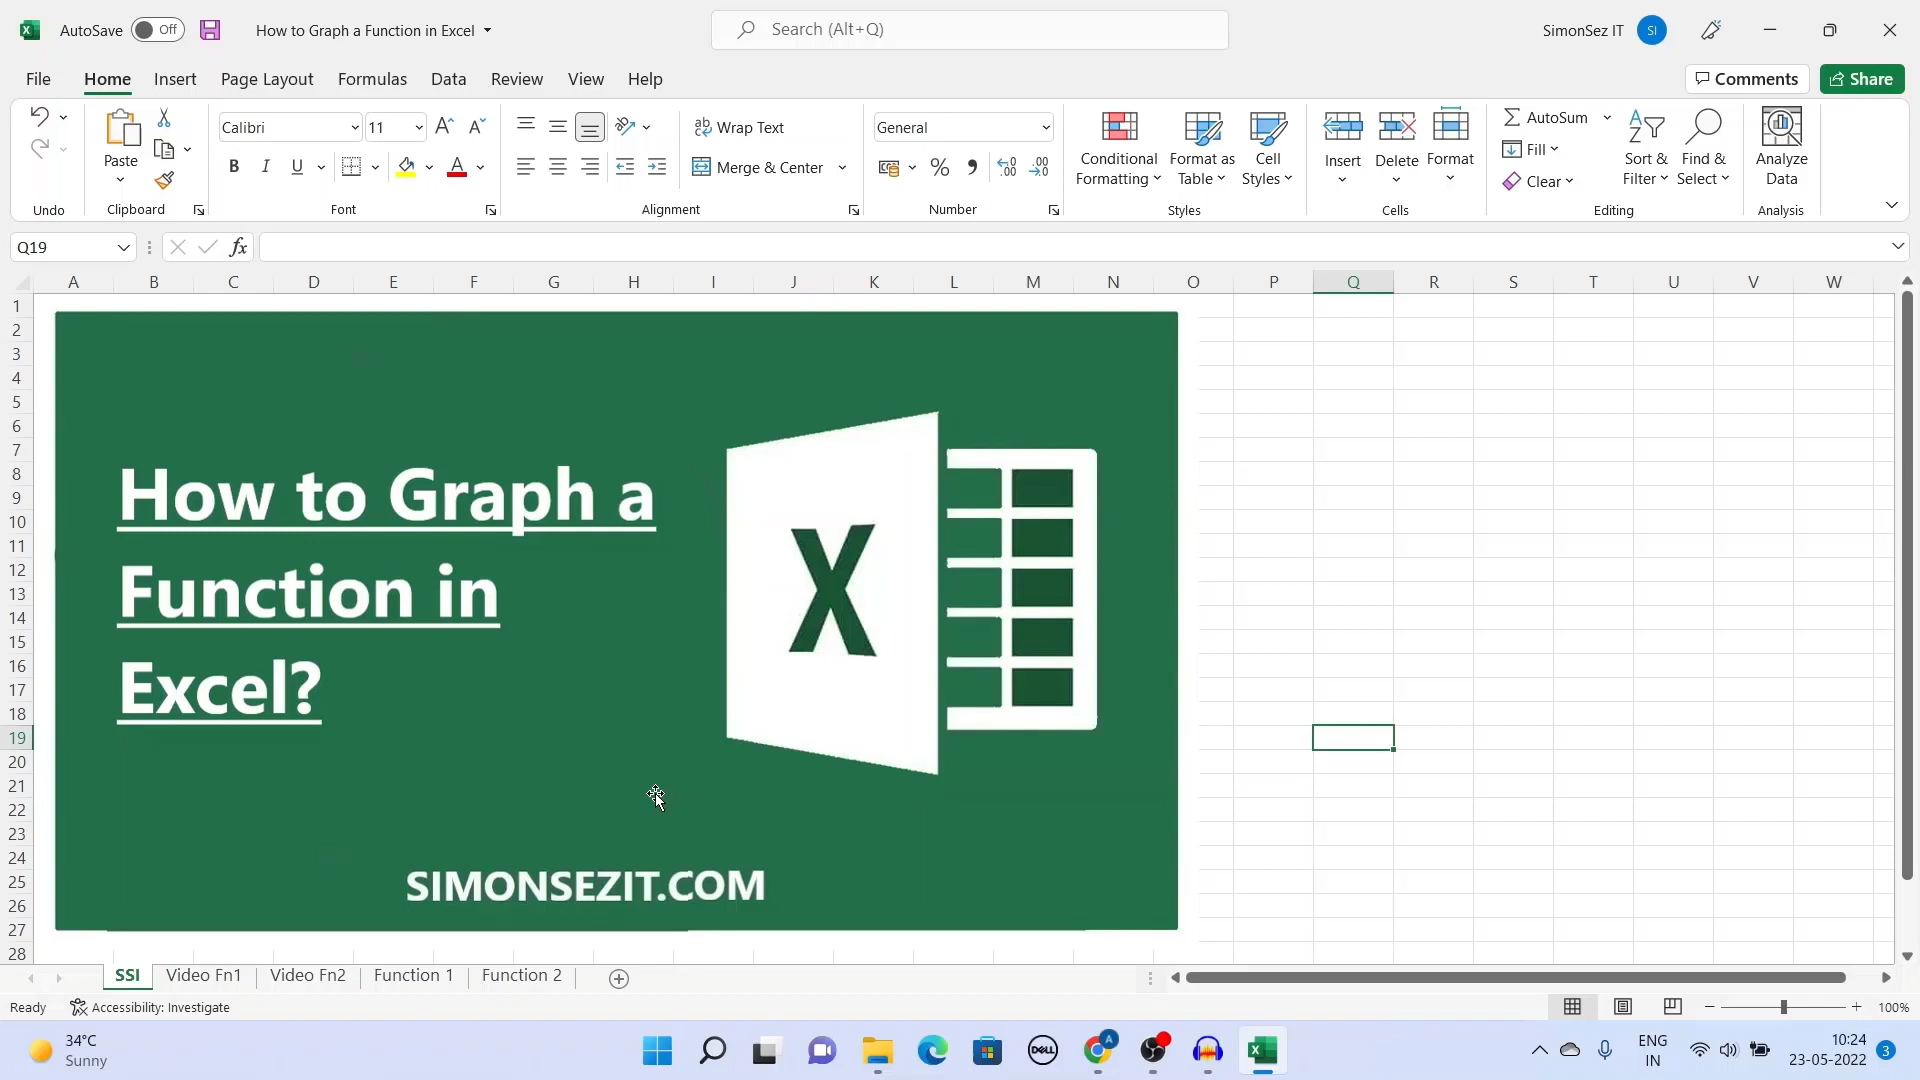 AutoSave Off How to Graph a Function in Excel Search (Alt+Q) SimonSez IT SI
File Home Insert Page Layout Formulas Data Review View Help Comments Share
Calibri 11 Wrap Text General AutoSum
Paste Conditional Formatting Format as Table Cell Styles Insert Delete Format Fill Sort & Filter Find & Select Analyze Data
B I U A Merge & Center % Clear
Undo Clipboard Font Alignment Number Styles Cells Editing Analysis
Q19 fx
A B C D E F G H I J K L M N O P Q R S T U V W
1
2
3
4
5
6
7
8
9
10
11
12
13
14
15
16
17
18
19
20
21
22
23
24
25
26
27
28
How to Graph a
Function in
Excel?
X
SIMONSEZIT.COM
SSI Video Fn1 Video Fn2 Function 1 Function 2
Ready Accessibility: Investigate 100%
34°C ENG 10:24
Sunny DELL IN 23-05-2022 3